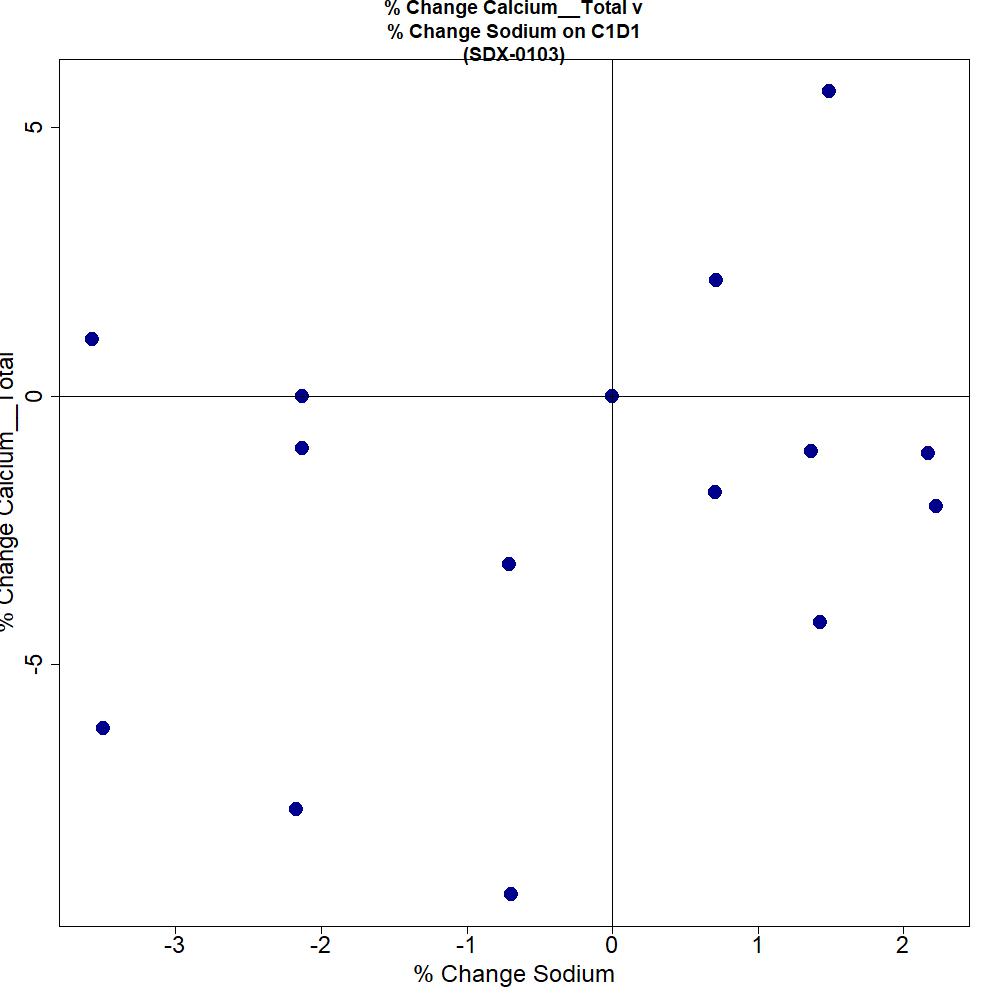 % Change Calcium__Total v
% Change Sodium on C1D1
(SDX-0103)
% Change Calcium__Total
5
0
-5
-3
-2
-1
0
1
2
% Change Sodium